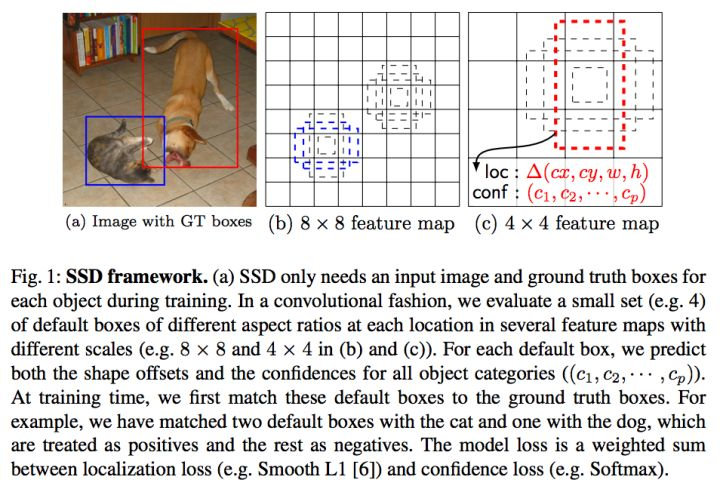 loc : Δ(cx, cy, w, h)
conf : (c₁, c₂, ⋯ , cₚ)
(a) Image with GT boxes (b) 8 × 8 feature map (c) 4 × 4 feature map
Fig. 1: SSD framework. (a) SSD only needs an input image and ground truth boxes for
each object during training. In a convolutional fashion, we evaluate a small set (e.g. 4)
of default boxes of different aspect ratios at each location in several feature maps with
different scales (e.g. 8 × 8 and 4 × 4 in (b) and (c)). For each default box, we predict
both the shape offsets and the confidences for all object categories ((c₁, c₂, ⋯ , cₚ)).
At training time, we first match these default boxes to the ground truth boxes. For
example, we have matched two default boxes with the cat and one with the dog, which
are treated as positives and the rest as negatives. The model loss is a weighted sum
between localization loss (e.g. Smooth L1 [6]) and confidence loss (e.g. Softmax).